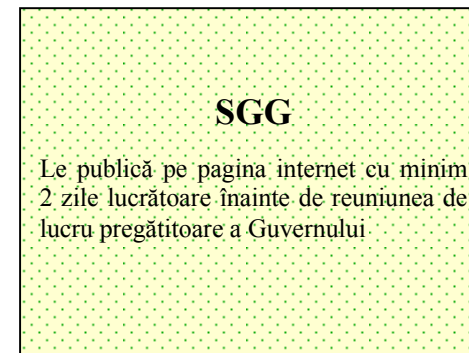 SGG
Le publică pe pagina internet cu minim
2 zile lucrătoare înainte de reuniunea de
lucru pregătitoare a Guvernului